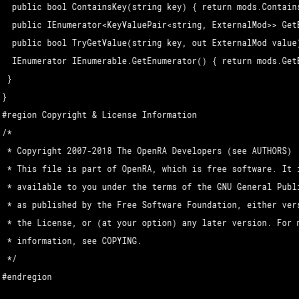 public bool ContainsKey(string key) { return mods.Contains
public IEnumerable<KeyValuePair<string, ExternalMod>> GetE
public bool TryGetValue(string key, out ExternalMod value)
IEnumerator IEnumerable.GetEnumerator() { return mods.GetE
}
}
#region Copyright & License Information
/*
* Copyright 2007-2018 The OpenRA Developers (see AUTHORS)
* This file is part of OpenRA, which is free software. It i
* available to you under the terms of the GNU General Publi
* as published by the Free Software Foundation, either vers
* the License, or (at your option) any later version. For m
* information, see COPYING.
*/
#endregion